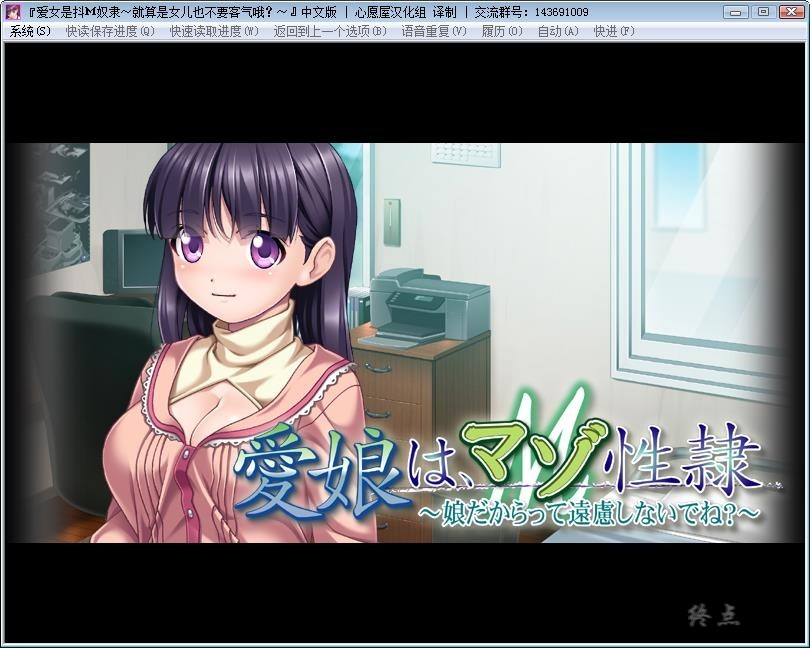 『爱女是抖M奴隶～就算是女儿也不要客气哦？～』中文版 | 心愿屋汉化组 译制 | 交流群号：143691009
系统(S) 快读保存进度(Q) 快速读取进度(W) 返回到上一个选项(B) 语音重复(V) 履历(O) 自动(A) 快进(F)
愛娘は、マゾ性隷
M
～娘だからって遠慮しないでね？～
終点